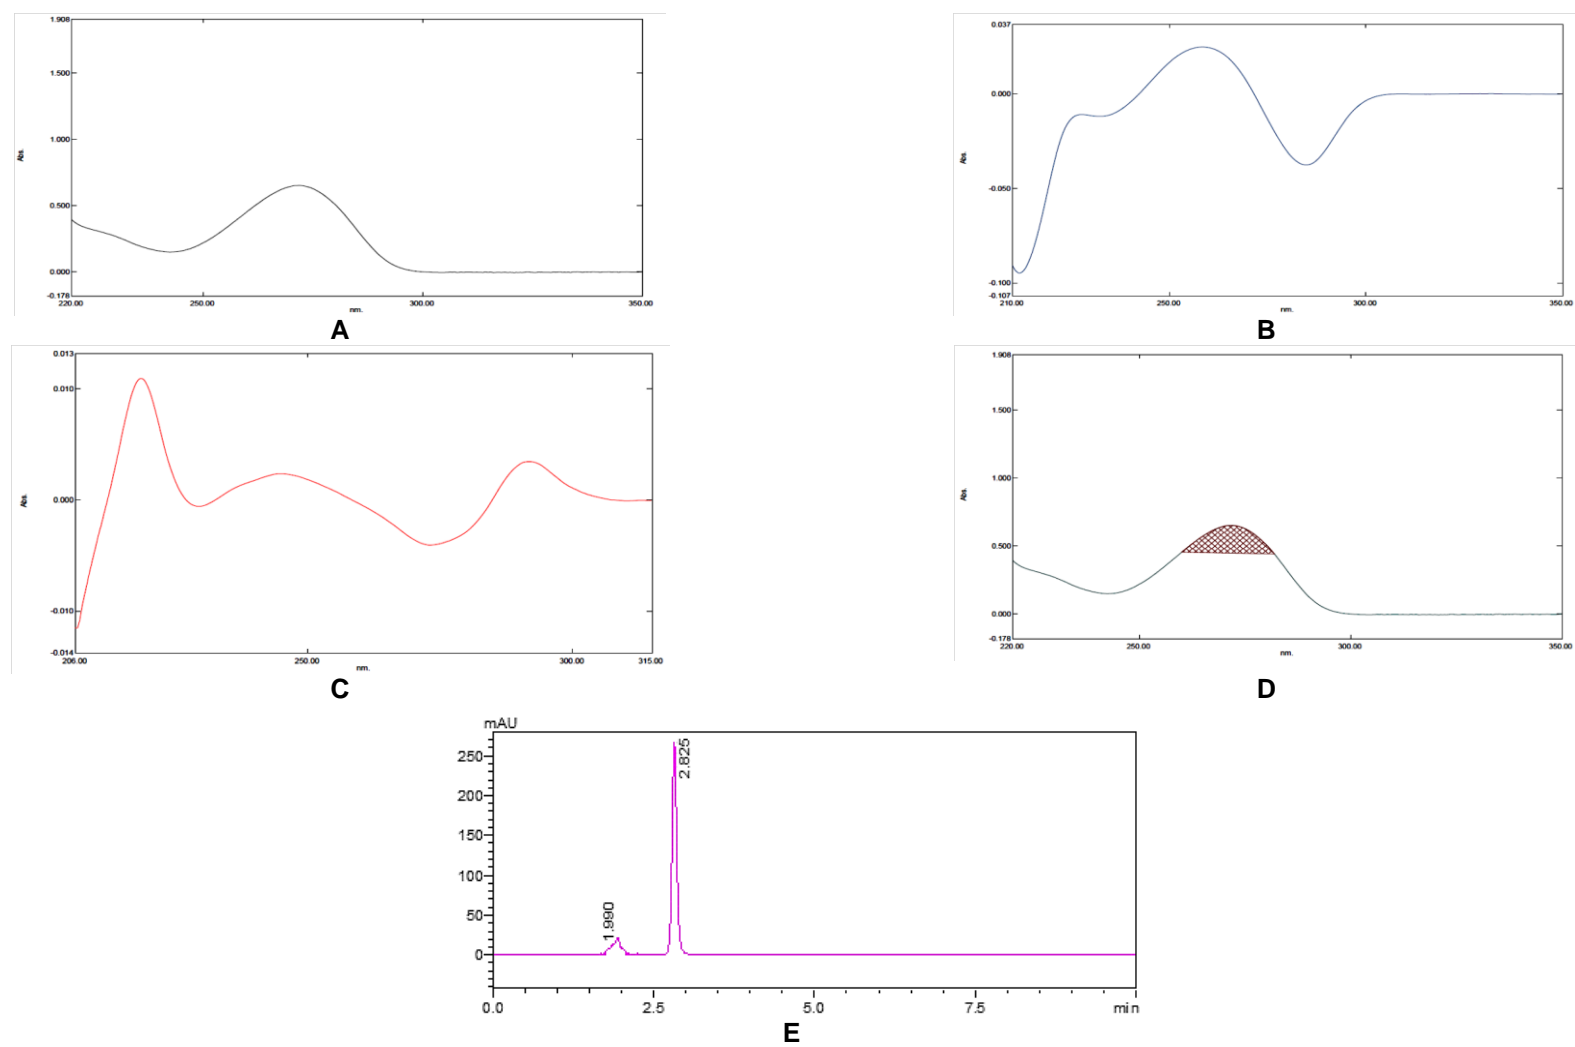 1.908
1.500
1.000
Abs.
0.500
0.000
-0.178
220.00 250.00 300.00 350.00
nm.
A
0.037
0.000
Abs.
-0.050
-0.100
-0.107
210.00 250.00 300.00 350.00
nm.
B
0.013
0.010
Abs.
0.000
-0.010
-0.014
206.00 250.00 300.00 315.00
nm.
C
1.908
1.500
1.000
Abs.
0.500
0.000
-0.178
220.00 250.00 300.00 350.00
nm.
D
mAU
250
200
150
100
50
0
1.990
2.825
0.0 2.5 5.0 7.5 min
E